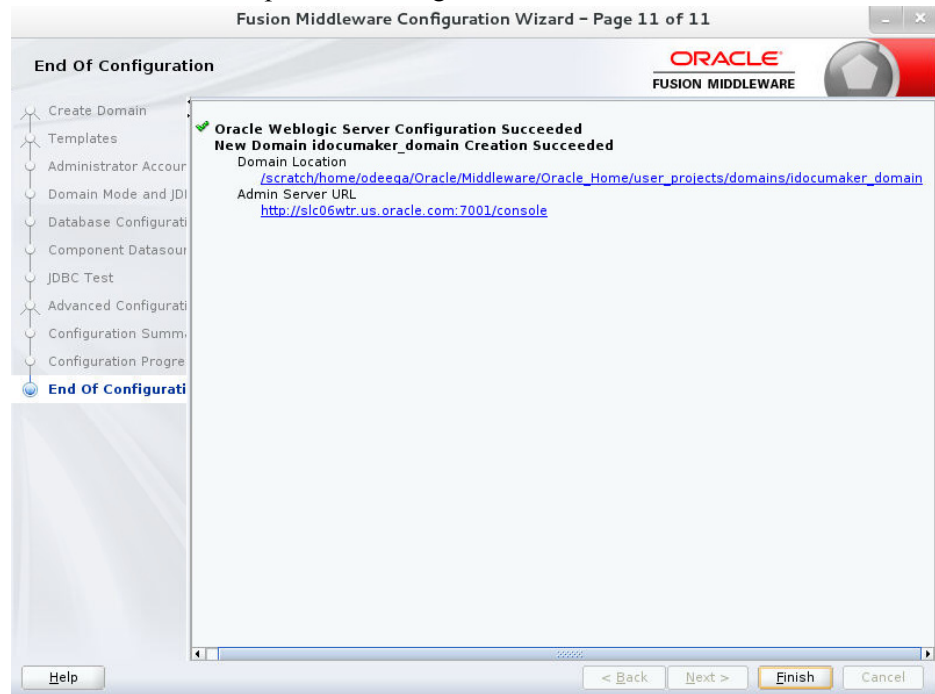 Fusion Middleware Configuration Wizard – Page 11 of 11
End Of Configuration
ORACLE
FUSION MIDDLEWARE
Create Domain
Templates
Administrator Accour
Domain Mode and JDI
Database Configurati
Component Datasour
JDBC Test
Advanced Configurati
Configuration Summ
Configuration Progre
End Of Configurati
Oracle Weblogic Server Configuration Succeeded
New Domain idocumaker_domain Creation Succeeded
Domain Location
/scratch/home/odeeqa/Oracle/Middleware/Oracle_Home/user_projects/domains/idocumaker_domain
Admin Server URL
http://slc06wtr.us.oracle.com:7001/console
Help
< Back
Next >
Finish
Cancel